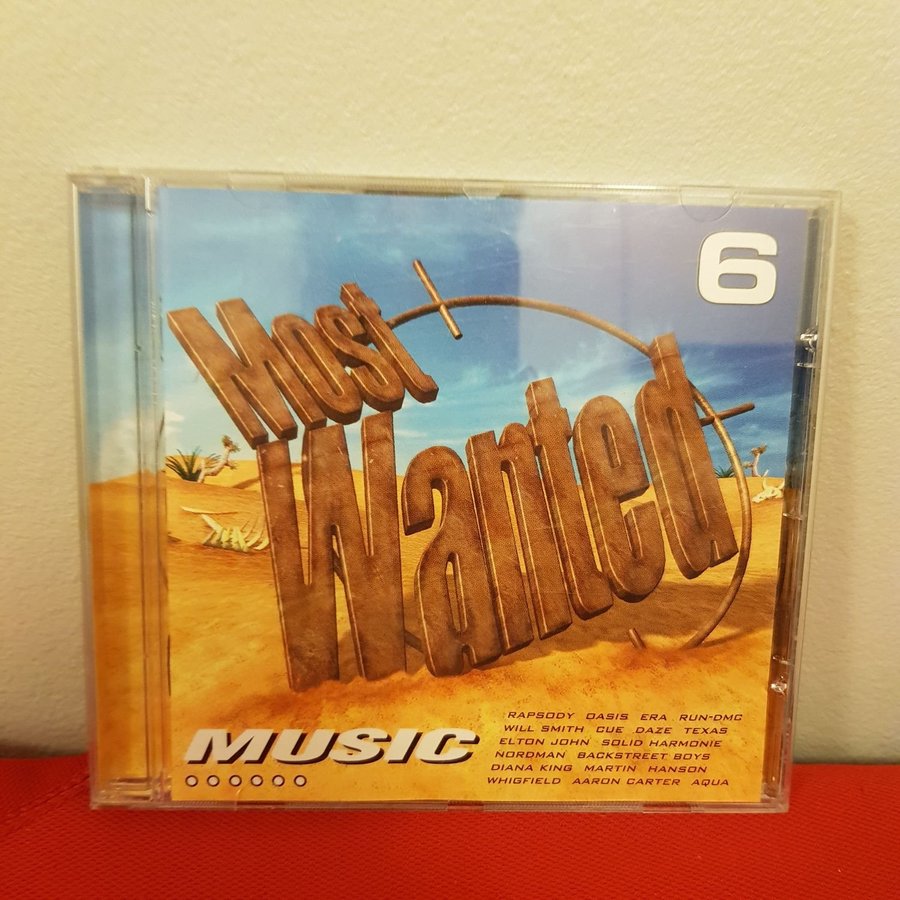 6
Most
Wanted
MUSIC
RAPSODY OASIS ERA RUN-DMC
WILL SMITH CUE DAZE TEXAS
ELTON JOHN SOLID HARMONIE
NORDMAN BACKSTREET BOYS
DIANA KING MARTIN HANSON
WHIGFIELD AARON CARTER AQUA